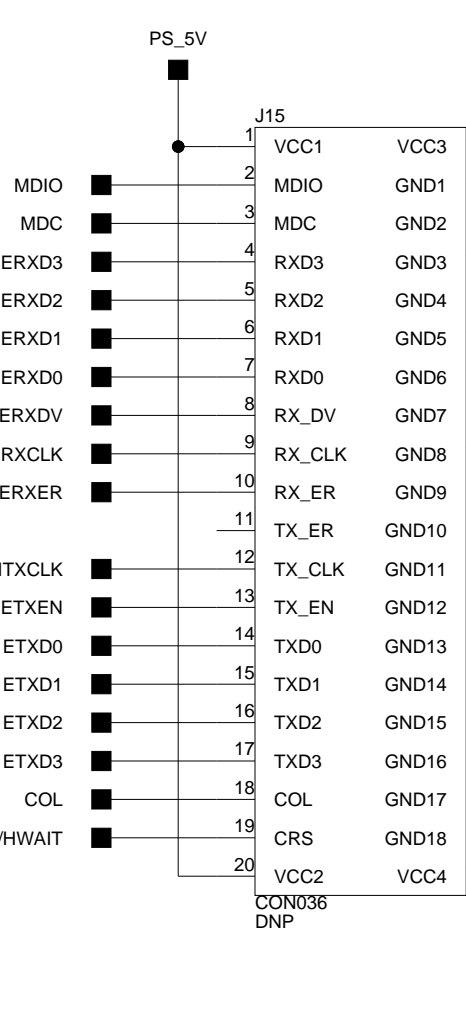 PS_5V
J15
1 VCC1 VCC3
MDIO 2 MDIO GND1
MDC 3 MDC GND2
ERXD3 4 RXD3 GND3
ERXD2 5 RXD2 GND4
ERXD1 6 RXD1 GND5
ERXD0 7 RXD0 GND6
ERXDV 8 RX_DV GND7
RXCLK 9 RX_CLK GND8
ERXER 10 RX_ER GND9
11 TX_ER GND10
TXCLK 12 TX_CLK GND11
ETXEN 13 TX_EN GND12
ETXD0 14 TXD0 GND13
ETXD1 15 TXD1 GND14
ETXD2 16 TXD2 GND15
ETXD3 17 TXD3 GND16
COL 18 COL GND17
/HWAIT 19 CRS GND18
20 VCC2 VCC4
CON036
DNP